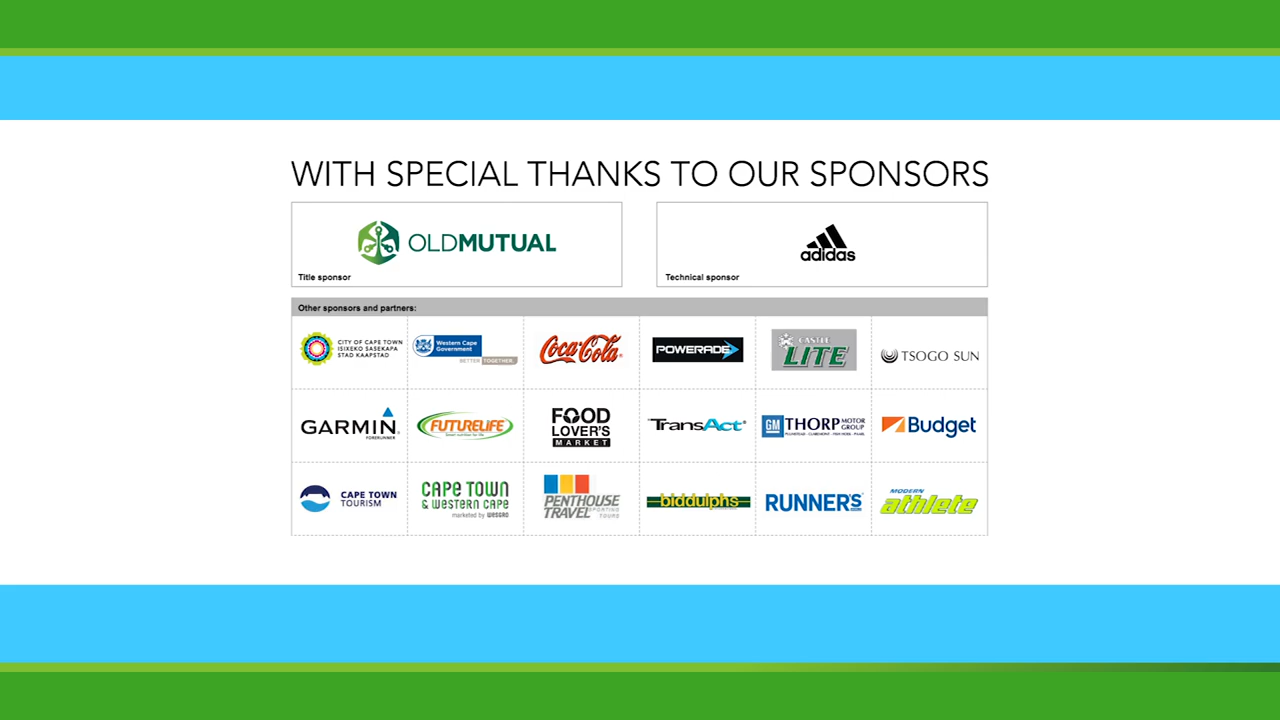 WITH SPECIAL THANKS TO OUR SPONSORS
OLDMUTUAL
Title sponsor
adidas
Technical sponsor
Other sponsors and partners:
CITY OF CAPE TOWN
ISIXEKO SASEKAPA
STAD KAAPSTAD
Western Cape
Government
BETTER TOGETHER.
Coca-Cola
POWERADE
CASTLE
LITE
TSOGO SUN
GARMIN
FORERUNNER
FUTURELIFE
FOOD
LOVER'S
MARKET
TransAct
GM
THORP MOTOR
GROUP
Budget
CAPE TOWN
TOURISM
CAPE TOWN
& WESTERN CAPE
marketed by WESGRO
PENTHOUSE
TRAVEL SPORTING
TOURS
biddulphs
RUNNER'S
MODERN
athlete